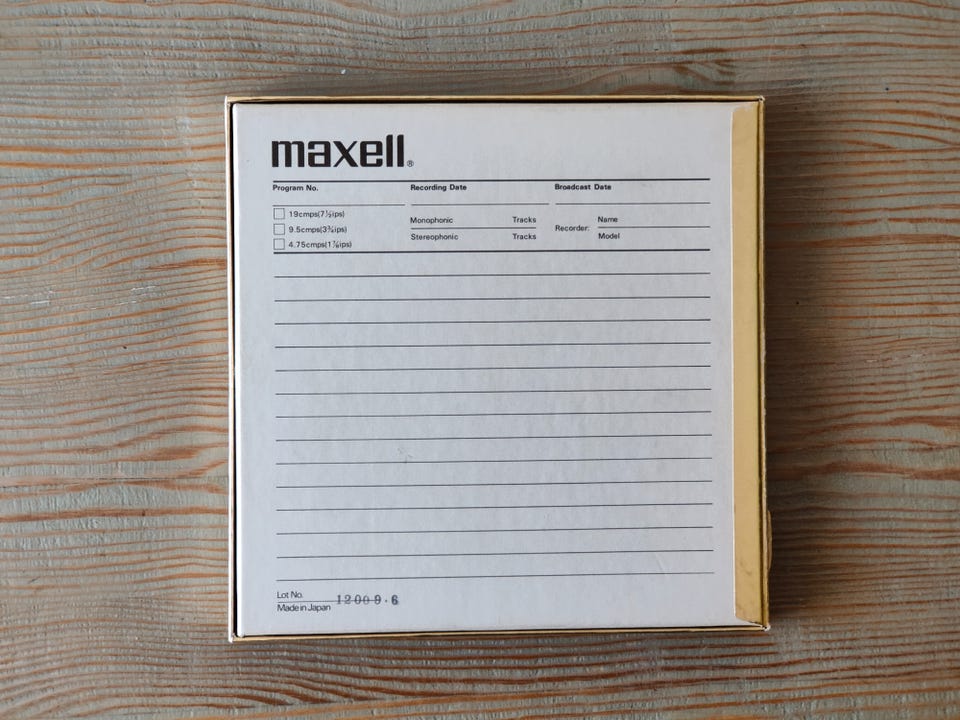 maxell®
Program No. Recording Date Broadcast Date
19cmps(7½ips)
9.5cmps(3¾ips)
4.75cmps(1⅞ips)
Monophonic Tracks
Stereophonic Tracks
Recorder: Name
Model
Lot No. 12009·6
Made in Japan